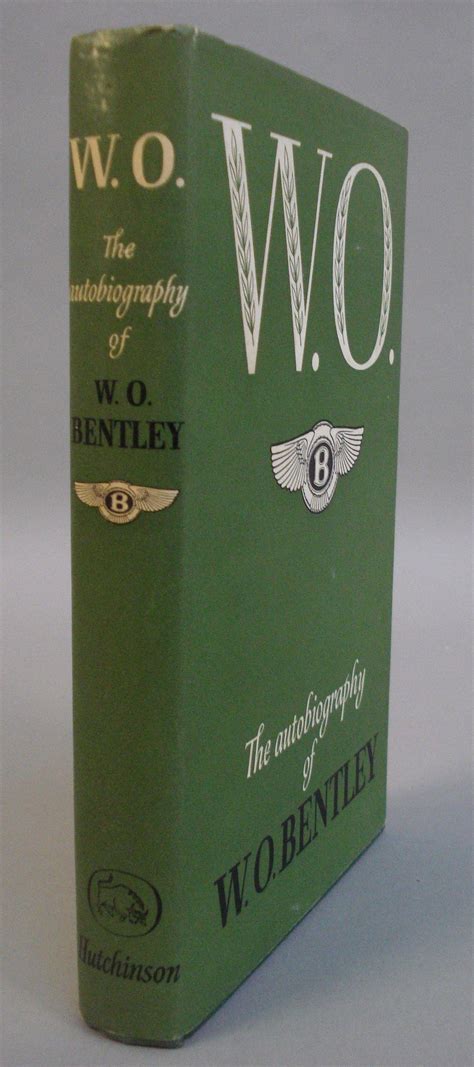 W. O.
The
autobiography
of
W. O.
BENTLEY
B
Hutchinson
W.O.
B
The autobiography
of
W.O. BENTLEY